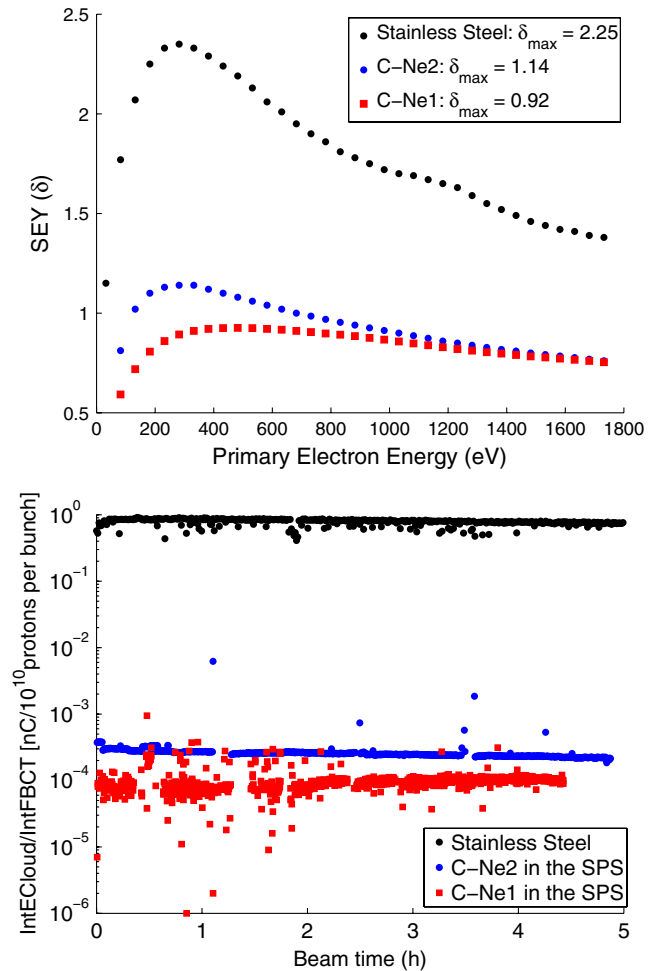 2.5
2
1.5
1
0.5
SEY (δ)
Stainless Steel: δmax = 2.25
C−Ne2: δmax = 1.14
C−Ne1: δmax = 0.92
0 200 400 600 800 1000 1200 1400 1600 1800
Primary Electron Energy (eV)
10^0
10^−1
10^−2
10^−3
10^−4
10^−5
10^−6
IntECloud/IntFBCT [nC/10^10protons per bunch]
Stainless Steel
C−Ne2 in the SPS
C−Ne1 in the SPS
0 1 2 3 4 5
Beam time (h)